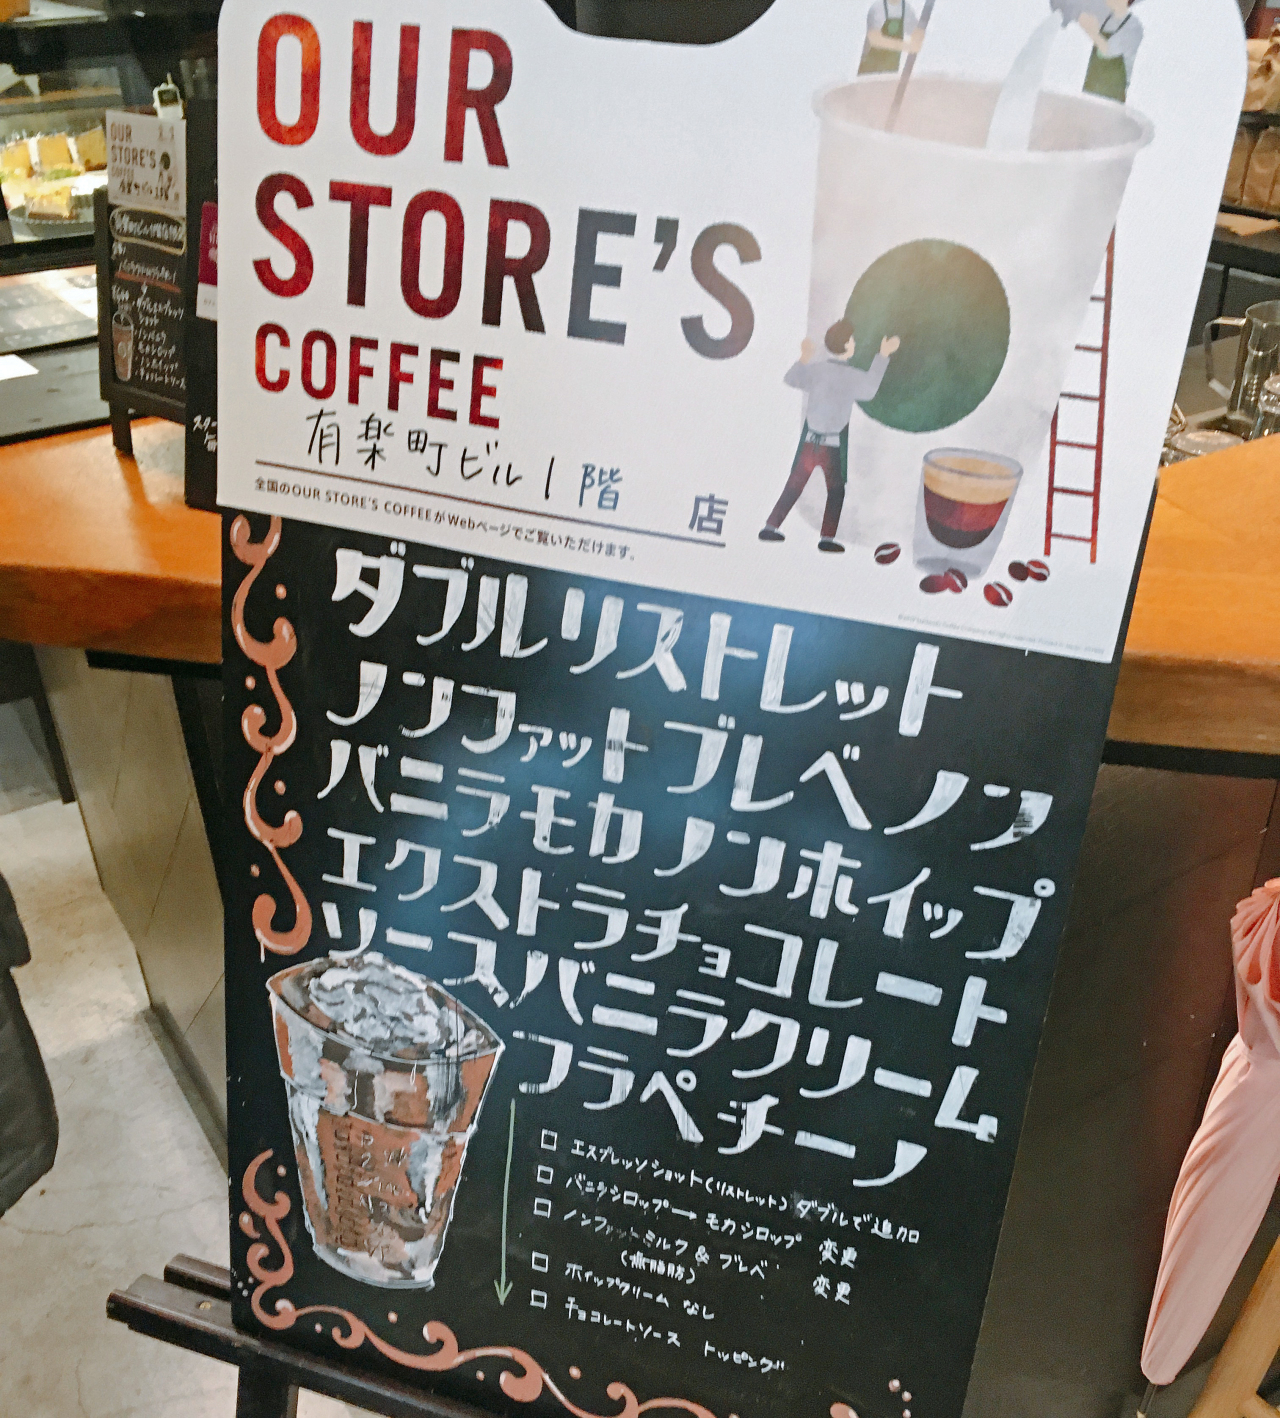 OUR
STORE'S
COFFEE
有楽町ビル1階 店
全国のOUR STORE'S COFFEEがWebページでご覧いただけます。
ダブルリストレット
ノンファットブレベノン
バニラモカノンホイップ
エクストラチョコレート
ソースバニラクリーム
フラペチーノ
□ エスプレッソショット(リストレット)ダブルで追加
□ バニラシロップ→モカシロップ 変更
□ ノンファットミルク & ブレベ 変更
(無脂肪)
□ ホイップクリーム なし
□ チョコレートソース トッピング
OUR
STORE'S
COFFEE